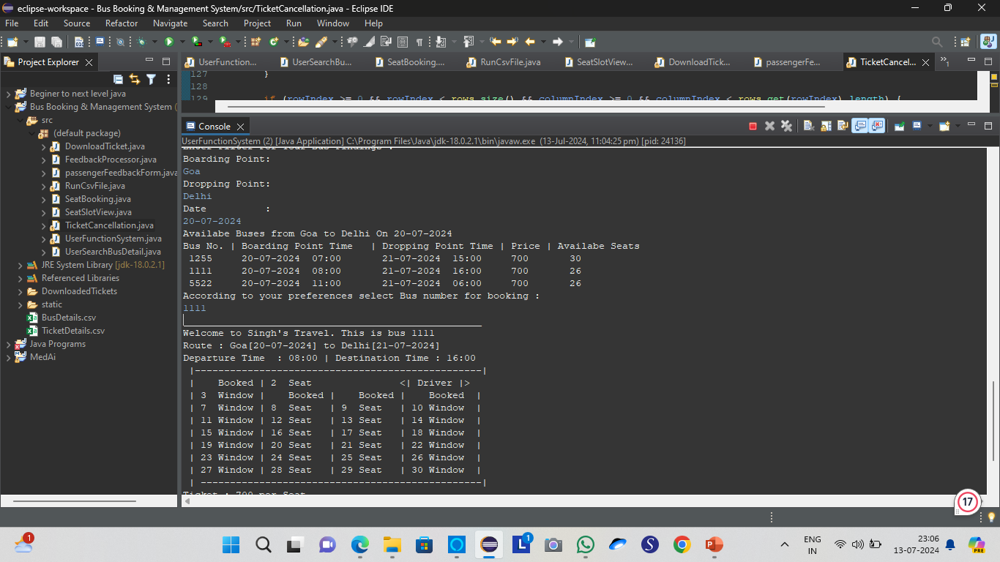 eclipse-workspace - Bus Booking & Management System/src/TicketCancellation.java - Eclipse IDE
File Edit Source Refactor Navigate Search Project Run Window Help
Project Explorer
UserFunction... UserSearchBu... SeatBooking.... RunCsvFile.java SeatSlotView... DownloadTick... passengerFe... TicketCancel... »1
Beginer to next level java
Bus Booking & Management System (
src
(default package)
DownloadTicket.java
FeedbackProcessor.java
passengerFeedbackForm.java
RunCsvFile.java
SeatBooking.java
SeatSlotView.java
TicketCancellation.java
UserFunctionSystem.java
UserSearchBusDetail.java
JRE System Library [jdk-18.0.2.1]
Referenced Libraries
DownloadedTickets
static
BusDetails.csv
TicketDetails.csv
Java Programs
MedAi
127 }
128
129 if (rowIndex >= 0 && rowIndex < rows.size() && columnIndex >= 0 && columnIndex < rows.get(rowIndex).length) {
Console
UserFunctionSystem (2) [Java Application] C:\Program Files\Java\jdk-18.0.2.1\bin\javaw.exe (13-Jul-2024, 11:04:25 pm) [pid: 24136]
Enter Filter For Your Bus Findings :
Boarding Point:
Goa
Dropping Point:
Delhi
Date :
20-07-2024
Availabe Buses from Goa to Delhi On 20-07-2024
Bus No. | Boarding Point Time | Dropping Point Time | Price | Availabe Seats
1255 20-07-2024 07:00 21-07-2024 15:00 700 30
1111 20-07-2024 08:00 21-07-2024 16:00 700 26
5522 20-07-2024 11:00 21-07-2024 06:00 700 26
According to your preferences select Bus number for booking :
1111
Welcome to Singh's Travel. This is bus 1111
Route : Goa[20-07-2024] to Delhi[21-07-2024]
Departure Time : 08:00 | Destination Time : 16:00
|-------------------------------------------------|
| Booked | 2 Seat <| Driver |>
| 3 Window | Booked | Booked | Booked |
| 7 Window | 8 Seat | 9 Seat | 10 Window |
| 11 Window | 12 Seat | 13 Seat | 14 Window |
| 15 Window | 16 Seat | 17 Seat | 18 Window |
| 19 Window | 20 Seat | 21 Seat | 22 Window |
| 23 Window | 24 Seat | 25 Seat | 26 Window |
| 27 Window | 28 Seat | 29 Seat | 30 Window |
| ------------------------------------------------|
Ticket : 700 per Seat
17
1
1
ENG
IN
23:06
13-07-2024
PRE